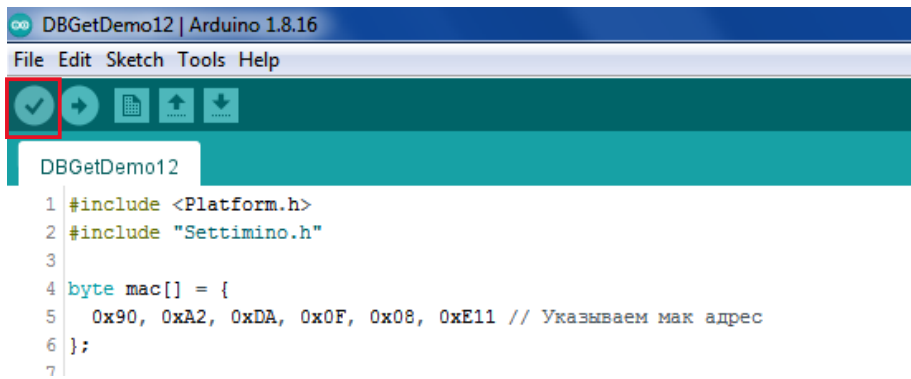 DBGetDemo12 | Arduino 1.8.16
File Edit Sketch Tools Help
DBGetDemo12
1 #include <Platform.h>
2 #include "Settimino.h"
3
4 byte mac[] = {
5 0x90, 0xA2, 0xDA, 0x0F, 0x08, 0xE11 // Указываем мак адрес
6 };
7